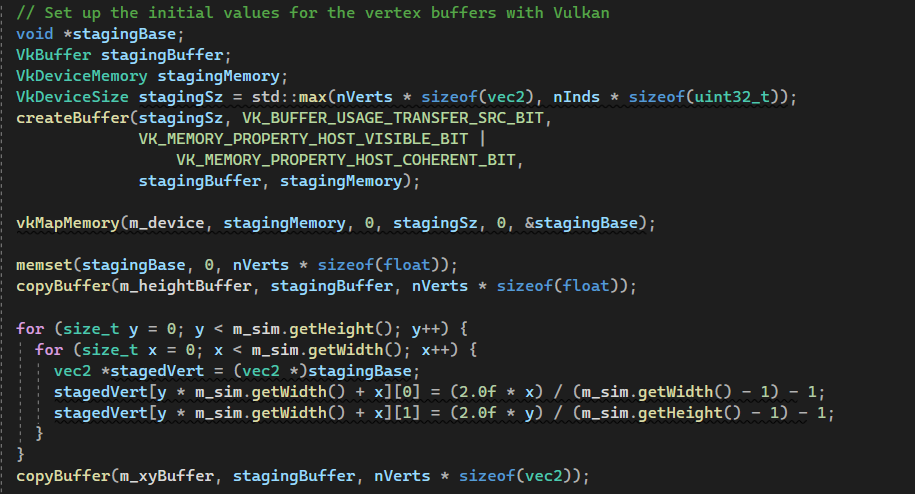 // Set up the initial values for the vertex buffers with Vulkan
void *stagingBase;
VkBuffer stagingBuffer;
VkDeviceMemory stagingMemory;
VkDeviceSize stagingSz = std::max(nVerts * sizeof(vec2), nInds * sizeof(uint32_t));
createBuffer(stagingSz, VK_BUFFER_USAGE_TRANSFER_SRC_BIT,
VK_MEMORY_PROPERTY_HOST_VISIBLE_BIT |
VK_MEMORY_PROPERTY_HOST_COHERENT_BIT,
stagingBuffer, stagingMemory);
vkMapMemory(m_device, stagingMemory, 0, stagingSz, 0, &stagingBase);
memset(stagingBase, 0, nVerts * sizeof(float));
copyBuffer(m_heightBuffer, stagingBuffer, nVerts * sizeof(float));
for (size_t y = 0; y < m_sim.getHeight(); y++) {
for (size_t x = 0; x < m_sim.getWidth(); x++) {
vec2 *stagedVert = (vec2 *)stagingBase;
stagedVert[y * m_sim.getWidth() + x][0] = (2.0f * x) / (m_sim.getWidth() - 1) - 1;
stagedVert[y * m_sim.getWidth() + x][1] = (2.0f * y) / (m_sim.getHeight() - 1) - 1;
}
}
copyBuffer(m_xyBuffer, stagingBuffer, nVerts * sizeof(vec2));